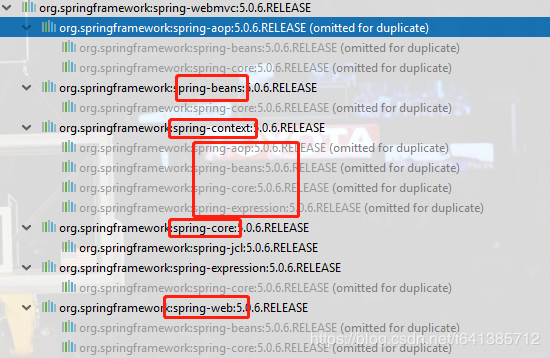 org.springframework:spring-webmvc:5.0.6.RELEASE
org.springframework:spring-aop:5.0.6.RELEASE (omitted for duplicate)
org.springframework:spring-beans:5.0.6.RELEASE (omitted for duplicate)
org.springframework:spring-core:5.0.6.RELEASE (omitted for duplicate)
org.springframework:spring-beans:5.0.6.RELEASE
org.springframework:spring-core:5.0.6.RELEASE (omitted for duplicate)
org.springframework:spring-context:5.0.6.RELEASE
org.springframework:spring-aop:5.0.6.RELEASE (omitted for duplicate)
org.springframework:spring-beans:5.0.6.RELEASE (omitted for duplicate)
org.springframework:spring-core:5.0.6.RELEASE (omitted for duplicate)
org.springframework:spring-expression:5.0.6.RELEASE (omitted for duplicate)
org.springframework:spring-core:5.0.6.RELEASE
org.springframework:spring-jcl:5.0.6.RELEASE
org.springframework:spring-expression:5.0.6.RELEASE
org.springframework:spring-core:5.0.6.RELEASE (omitted for duplicate)
org.springframework:spring-web:5.0.6.RELEASE
org.springframework:spring-beans:5.0.6.RELEASE (omitted for duplicate)
https://blog.csdn.net/i641385712
org.springframework:spring-core:5.0.6.RELEASE (omitted for duplicate)